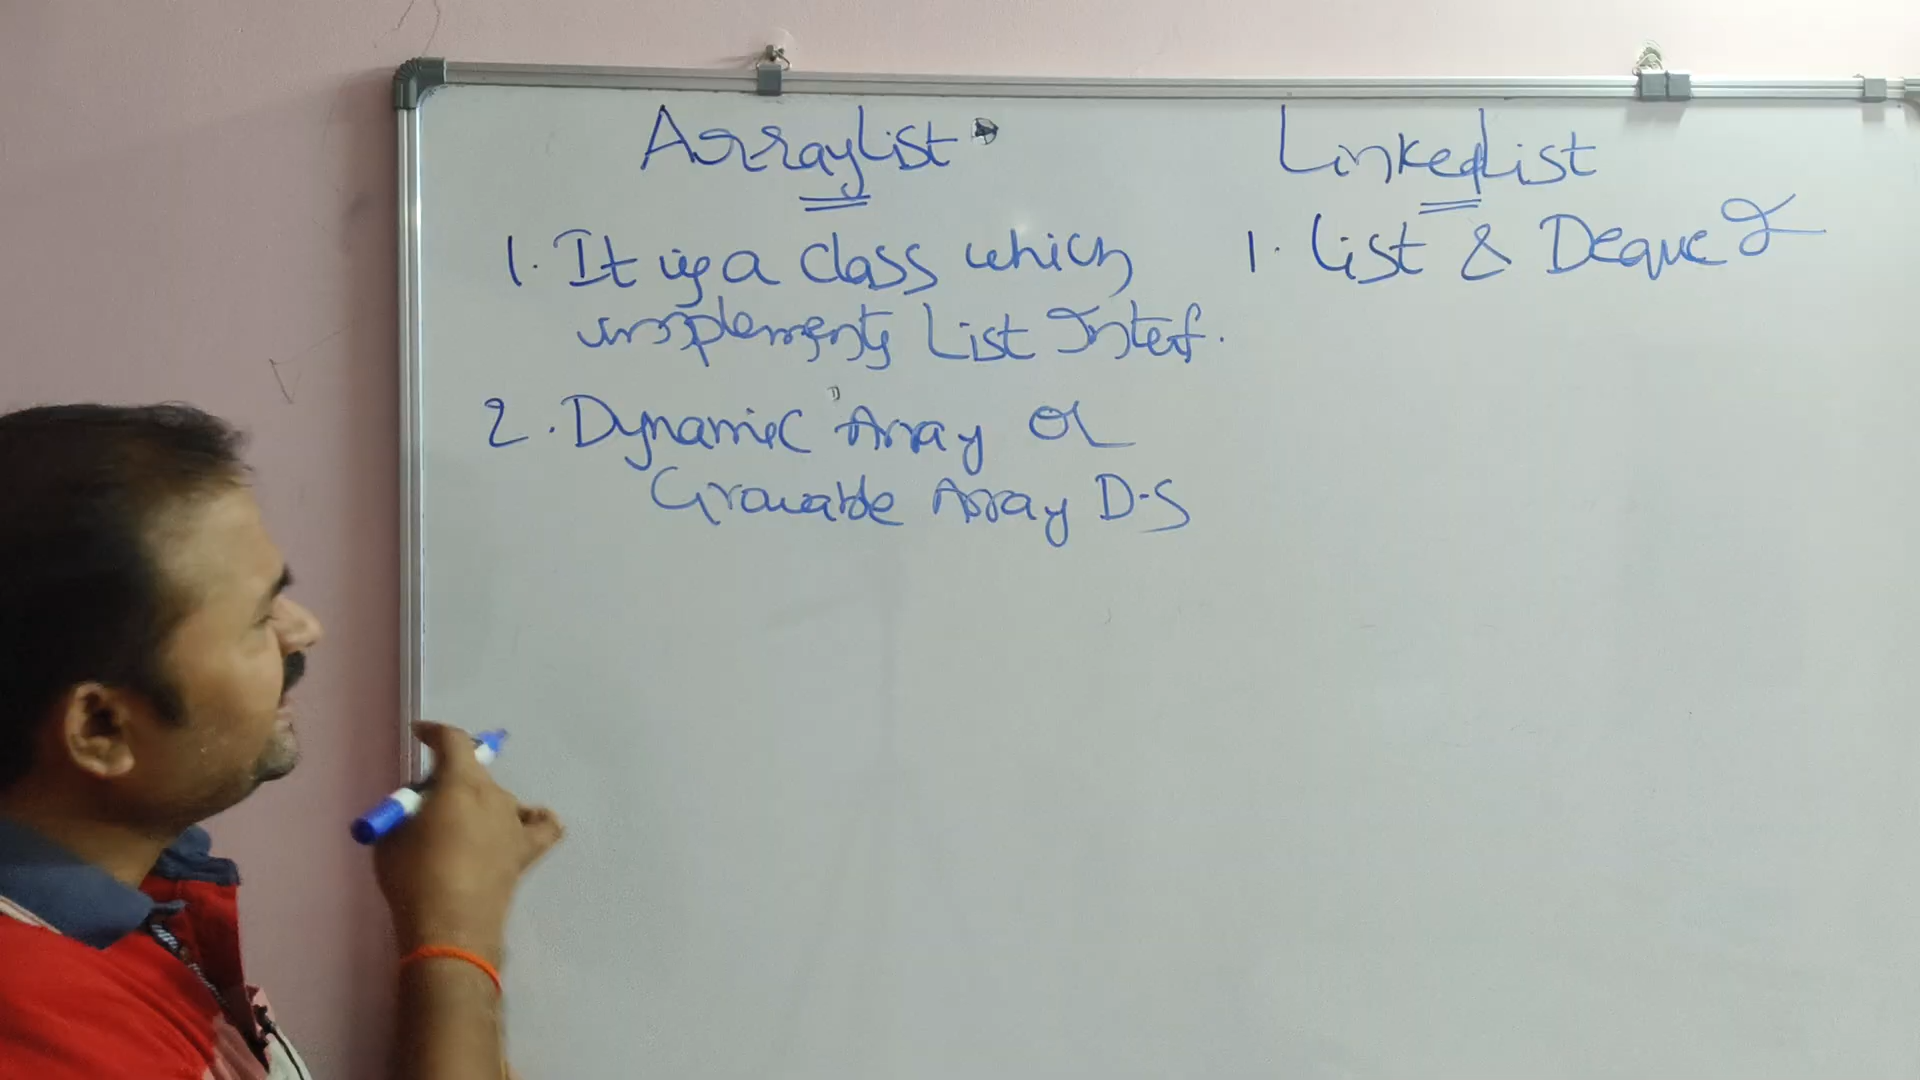 ArrayList
1. It is a class which
implements List Interf.
2. Dynamic Array or
Growable Array D.S
LinkedList
1. List & Deque I